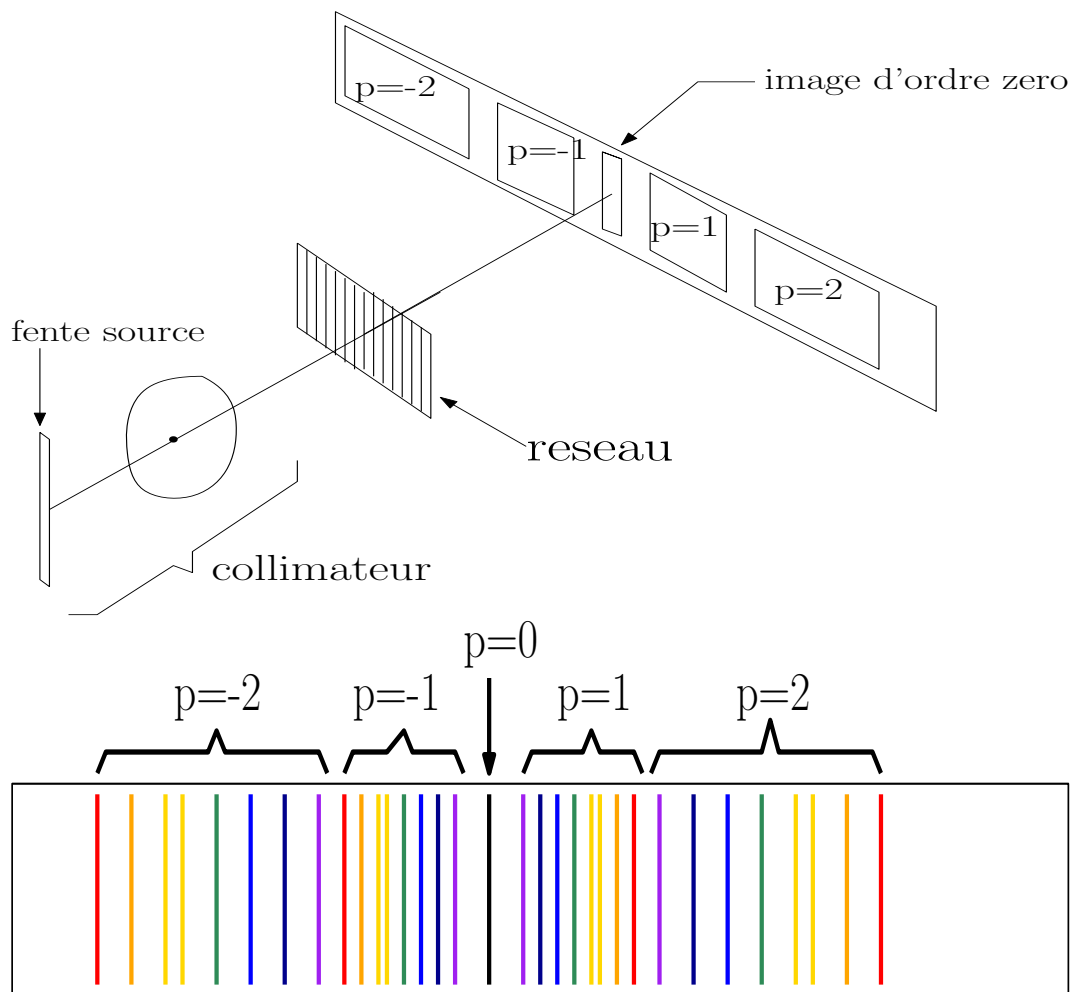 p=-2
image d'ordre zero
p=-1
p=1
p=2
fente source
reseau
collimateur
p=0
p=-2
p=-1
p=1
p=2